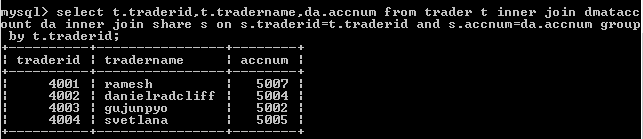 mysql> select t.traderid,t.tradername,da.accnum from trader t inner join dmatacc
ount da inner join share s on s.traderid=t.traderid and s.accnum=da.accnum group
 by t.traderid;
+----------+----------------+--------+
| traderid | tradername     | accnum |
+----------+----------------+--------+
|     4001 | ramesh         |   5007 |
|     4002 | danielradcliff |   5004 |
|     4003 | gujunpyo       |   5002 |
|     4004 | svetlana       |   5005 |
+----------+----------------+--------+